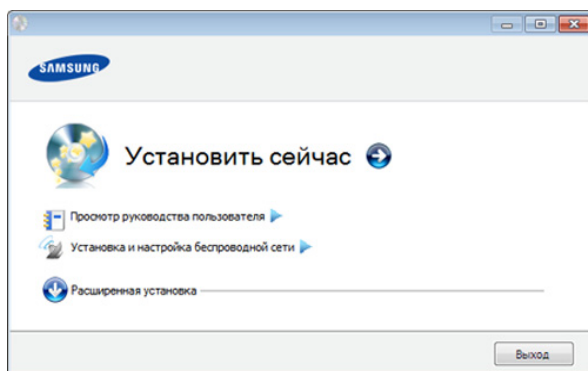 SAMSUNG
Установить сейчас
Просмотр руководства пользователя
Установка и настройка беспроводной сети
Расширенная установка
Выход